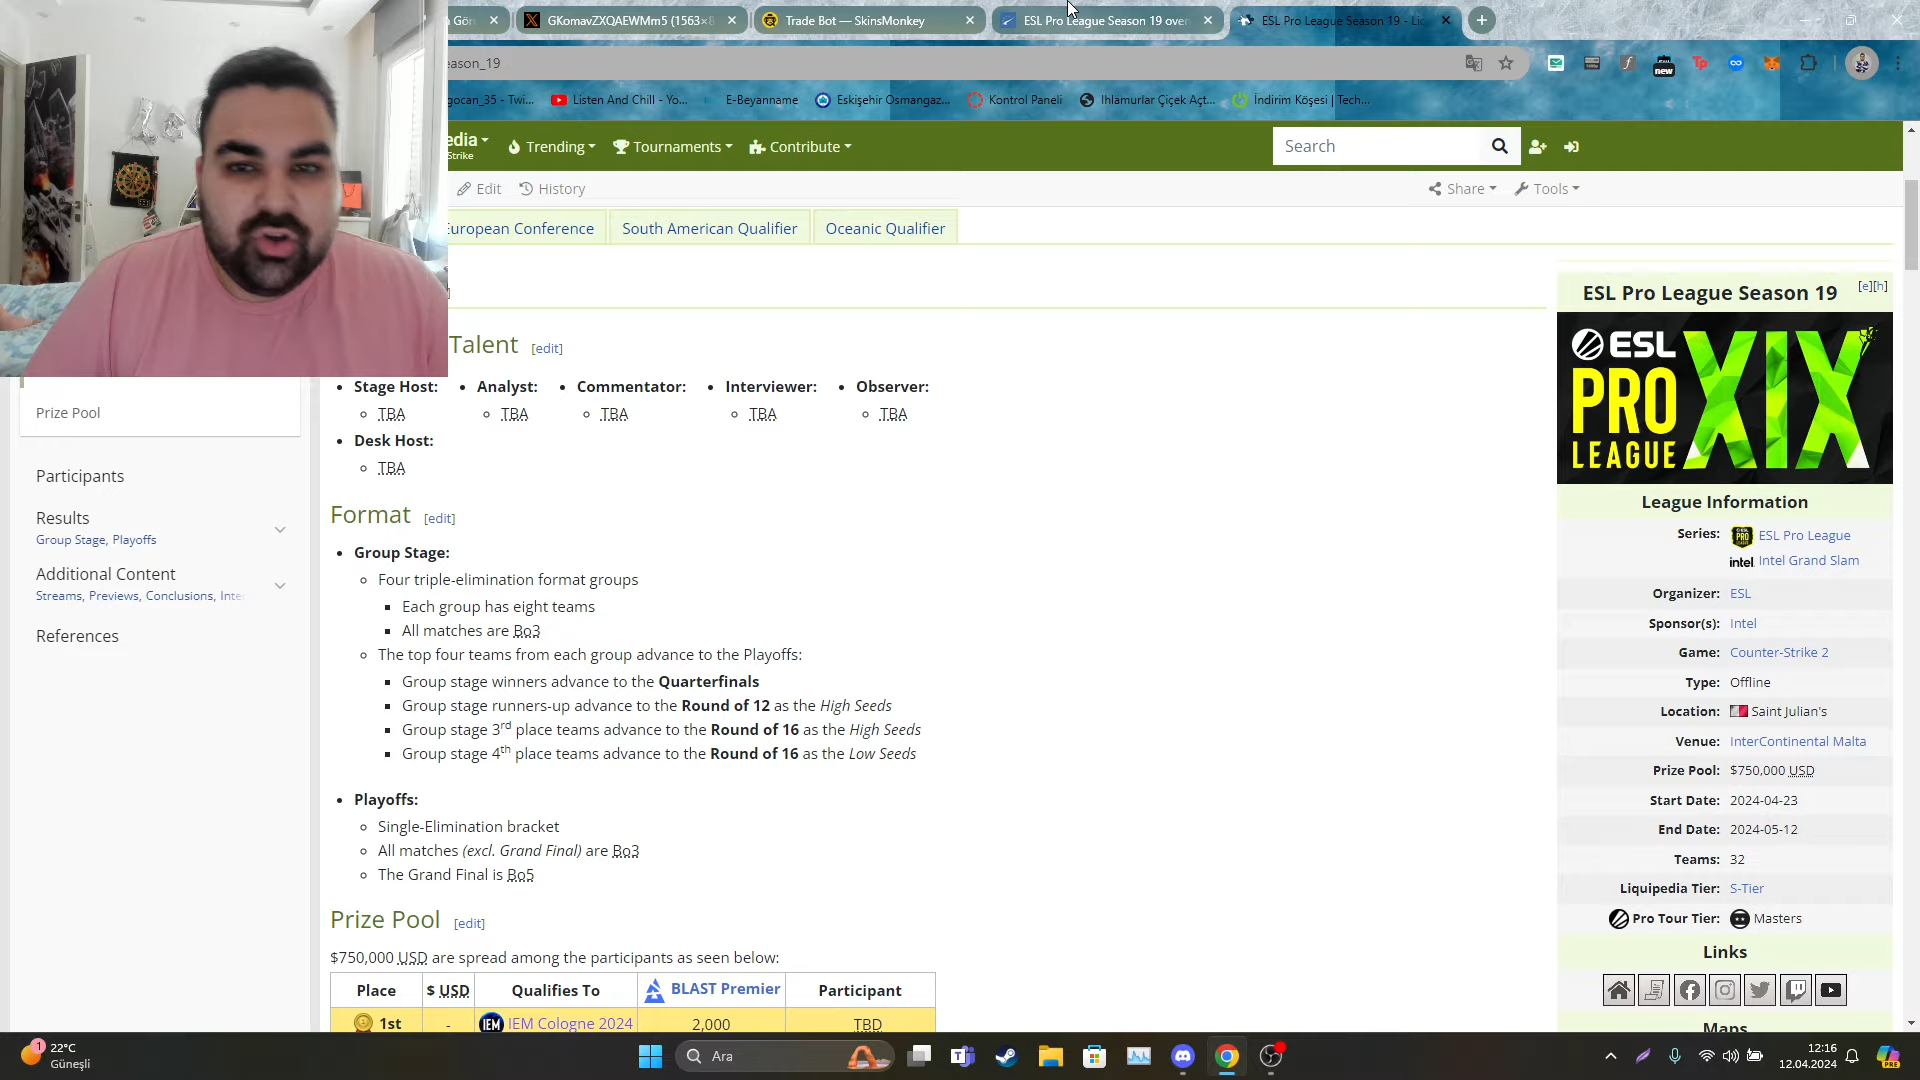 Gön
GKomavZXQAEWMm5 (1563×8
Trade Bot — SkinsMonkey
ESL Pro League Season 19 over
ESL Pro League Season 19 - Li
eason_19
gocan_35 - Twi...
Listen And Chill - Yo...
E-Beyanname
Eskişehir Osmangaz...
Kontrol Paneli
Ihlamurlar Çiçek Açt...
İndirim Köşesi | Tech...
new
Tp
edia
Strike
Trending
Tournaments
Contribute
Search
Edit
History
Share
Tools
European Conference
South American Qualifier
Oceanic Qualifier
Talent [edit]
Stage Host:
TBA
Analyst:
TBA
Commentator:
TBA
Interviewer:
TBA
Observer:
TBA
Desk Host:
TBA
Prize Pool
Participants
Results
Group Stage, Playoffs
Additional Content
Streams, Previews, Conclusions, Inte
References
Format [edit]
Group Stage:
Four triple-elimination format groups
Each group has eight teams
All matches are Bo3
The top four teams from each group advance to the Playoffs:
Group stage winners advance to the Quarterfinals
Group stage runners-up advance to the Round of 12 as the High Seeds
Group stage 3rd place teams advance to the Round of 16 as the High Seeds
Group stage 4th place teams advance to the Round of 16 as the Low Seeds
Playoffs:
Single-Elimination bracket
All matches (excl. Grand Final) are Bo3
The Grand Final is Bo5
Prize Pool [edit]
$750,000 USD are spread among the participants as seen below:
Place $ USD Qualifies To BLAST Premier Participant
1st - IEM IEM Cologne 2024 2,000 TBD
ESL Pro League Season 19 [e][h]
ESL
PRO
LEAGUE
XIX
League Information
Series: ESL Pro League
intel. Intel Grand Slam
Organizer: ESL
Sponsor(s): Intel
Game: Counter-Strike 2
Type: Offline
Location: Saint Julian's
Venue: InterContinental Malta
Prize Pool: $750,000 USD
Start Date: 2024-04-23
End Date: 2024-05-12
Teams: 32
Liquipedia Tier: S-Tier
Pro Tour Tier: Masters
Links
Maps
1
22°C
Güneşli
Ara
12:16
12.04.2024
PRE